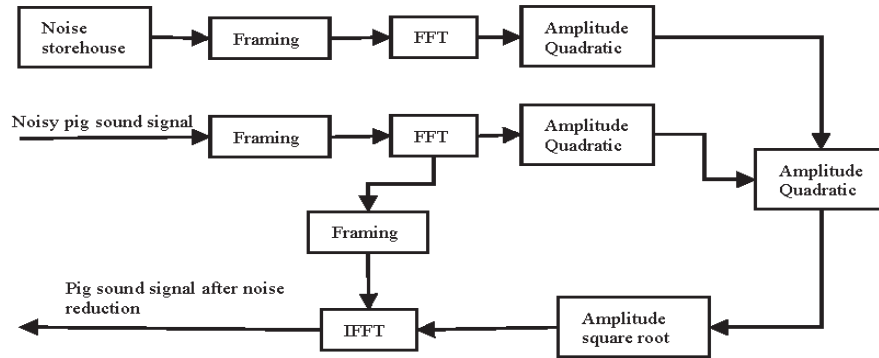 Noise
storehouse
Framing
FFT
Amplitude
Quadratic
Noisy pig sound signal
Framing
FFT
Amplitude
Quadratic
Amplitude
Quadratic
Framing
Pig sound signal after noise
reduction
IFFT
Amplitude
square root